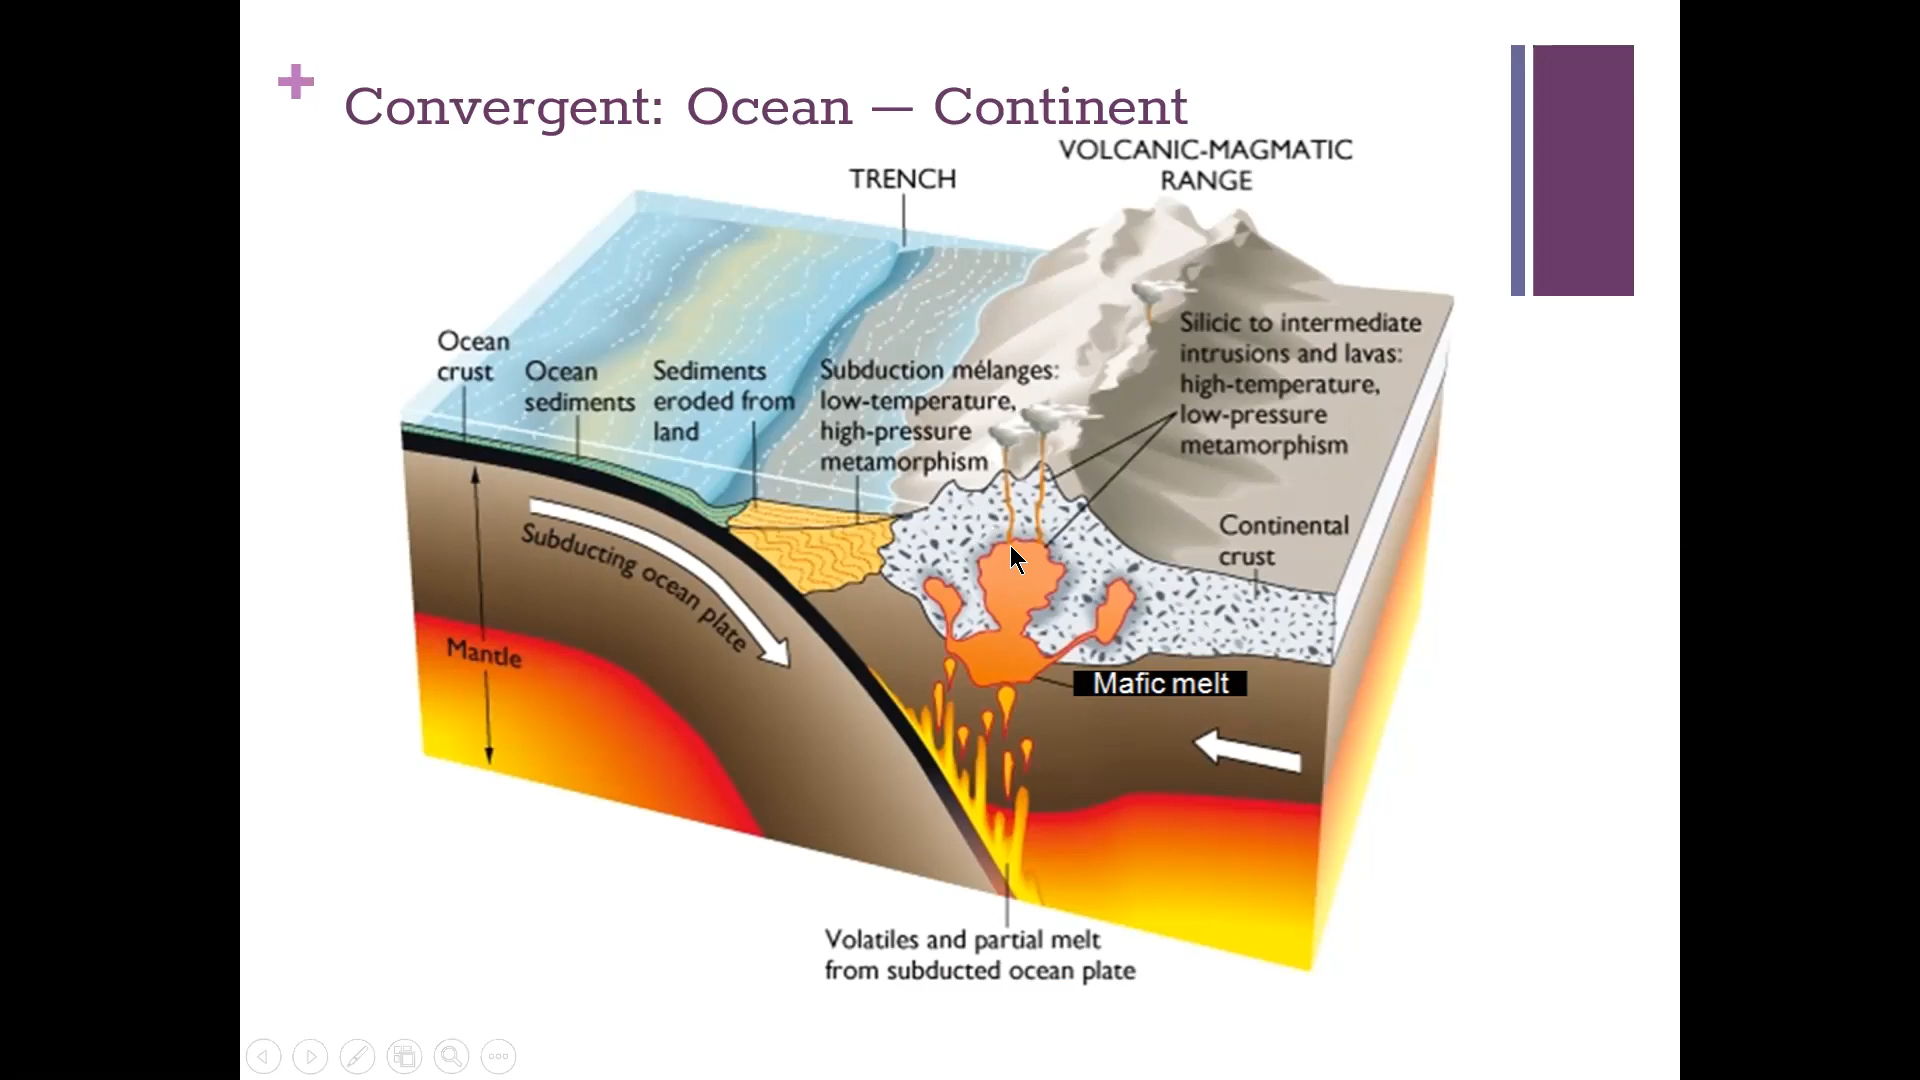 + Convergent: Ocean — Continent
VOLCANIC-MAGMATIC
RANGE
TRENCH
Ocean
crust
Ocean
sediments
Sediments
eroded from
land
Subduction mélanges:
low-temperature,
high-pressure
metamorphism
Silicic to intermediate
intrusions and lavas:
high-temperature,
low-pressure
metamorphism
Continental
crust
Subducting ocean plate
Mantle
Mafic melt
Volatiles and partial melt
from subducted ocean plate